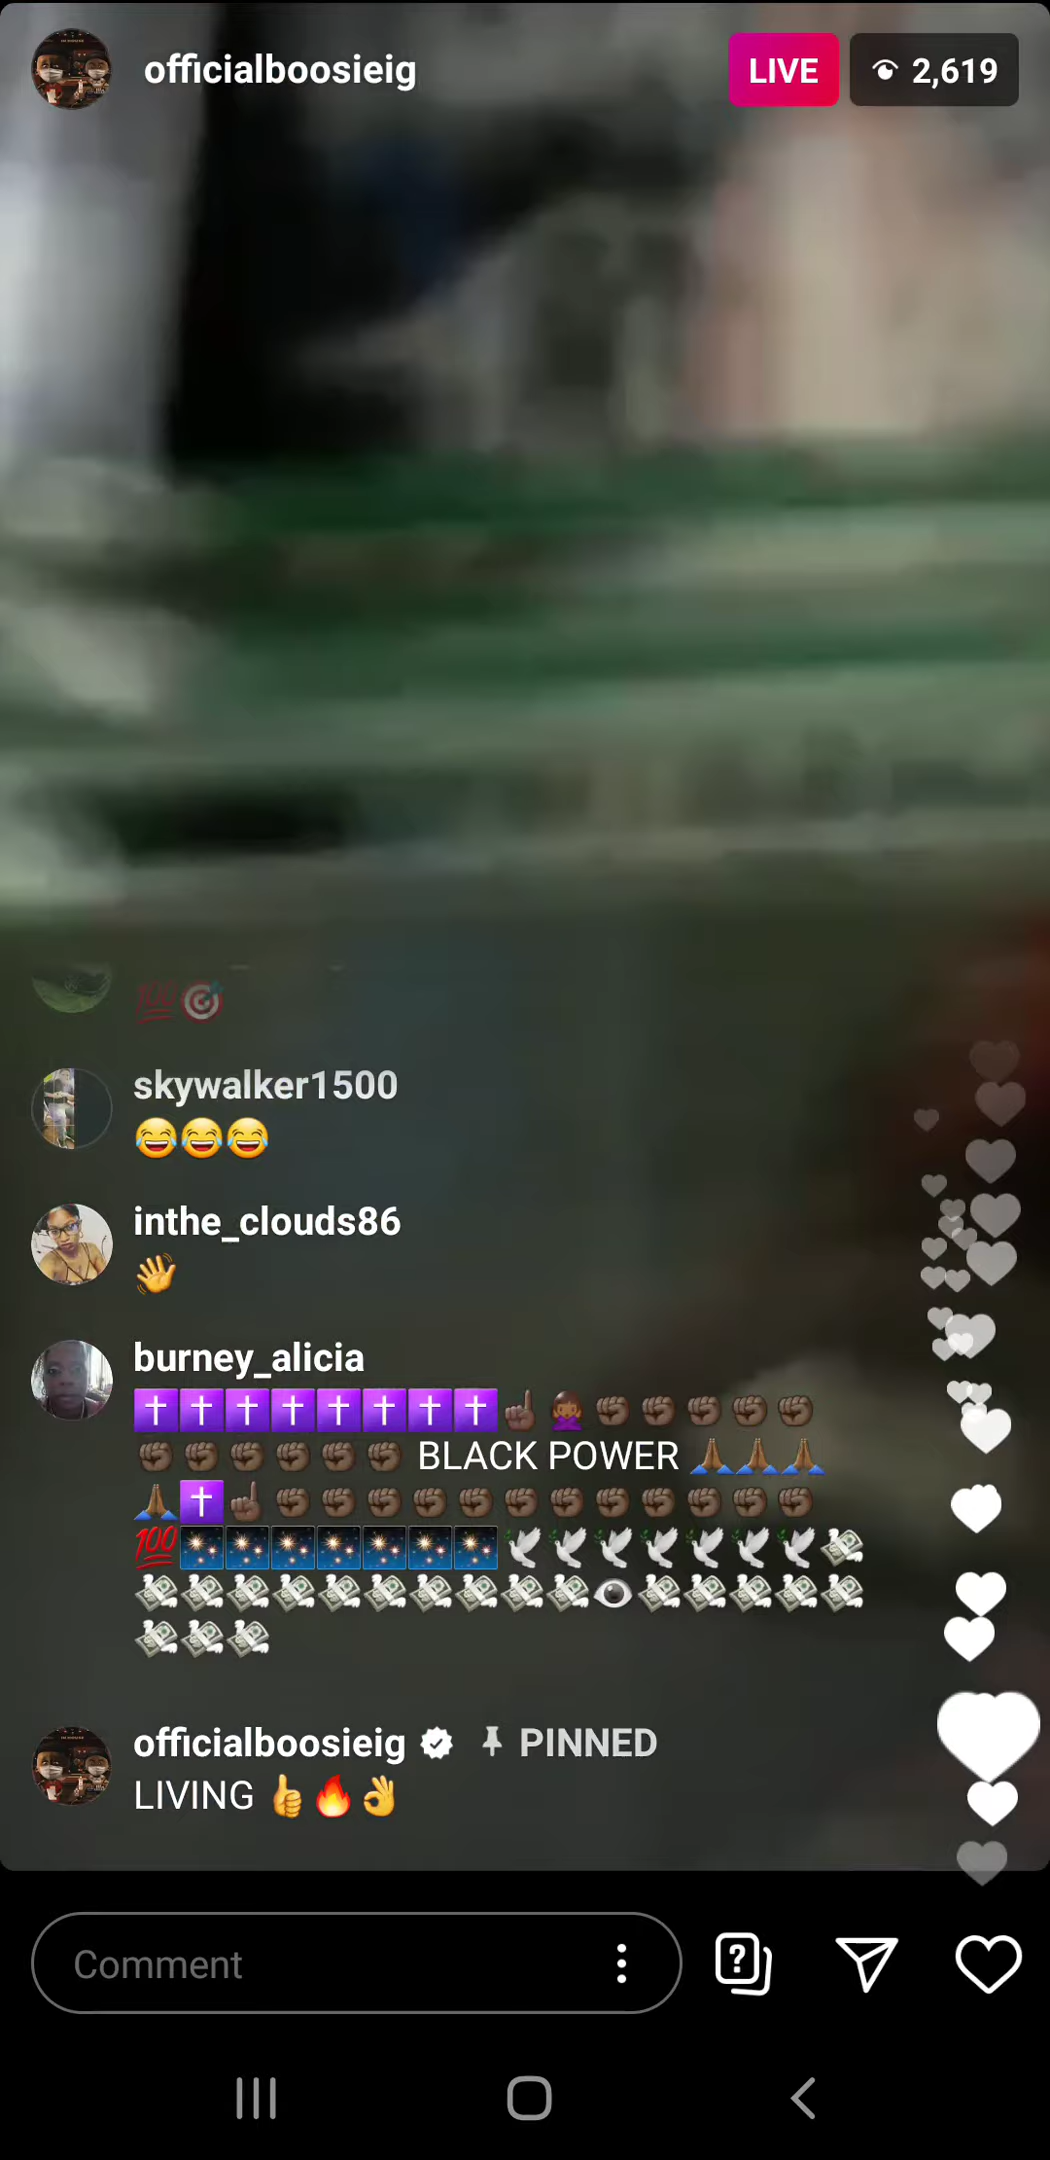 officialboosieig
LIVE 2,619
💯🎯
skywalker1500
😂😂😂
inthe_clouds86
👋
burney_alicia
✝️✝️✝️✝️✝️✝️✝️✝️☝🏿🙇🏾‍♀️✊🏿✊🏿✊🏿✊🏿✊🏿
✊🏿✊🏿✊🏿✊🏿✊🏿✊🏿 BLACK POWER 🙏🏾🙏🏾🙏🏾
🙏🏾✝️☝🏿✊🏿✊🏿✊🏿✊🏿✊🏿✊🏿✊🏿✊🏿✊🏿✊🏿✊🏿✊🏿
💯🎇🎇🎇🎇🎇🎇🎇🕊️🕊️🕊️🕊️🕊️🕊️🕊️💸
💸💸💸💸💸💸💸💸💸💸👁️💸💸💸💸💸
💸💸💸
officialboosieig PINNED
LIVING 👍🔥👌
Comment